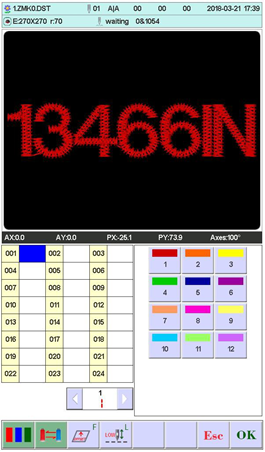 1.ZMK0.DST 01 A|A 00 00 00 2018-03-21 17:39
E:270X270 r:70 waiting 0&1054
13466IN
AX:0.0 AY:0.0 PX:-25.1 PY:73.9 Axes:100°
001 002 003
004 005 006
007 008 009
010 011 012
013 014 015
016 017 018
019 020 021
022 023 024
1 2 3
4 5 6
7 8 9
10 11 12
1
F LOW L Esc OK